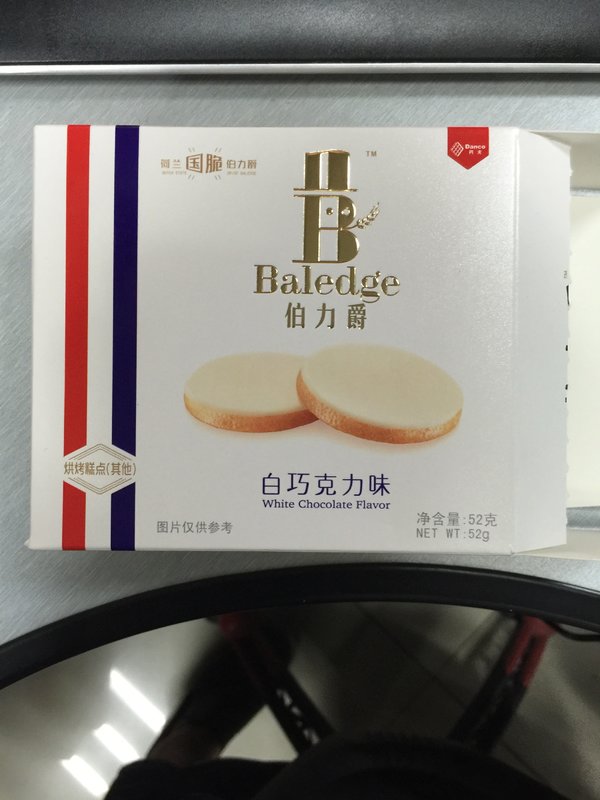 荷兰国脆伯力爵
TM
Danco
B
Baledge
伯力爵
烘烤糕点(其他)
白巧克力味
White Chocolate Flavor
图片仅供参考
净含量:52克
NET WT:52g